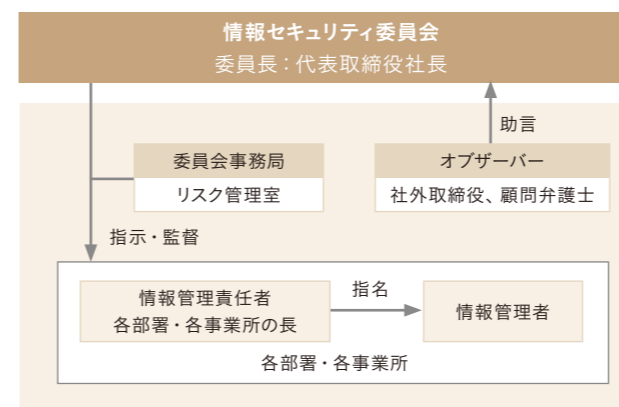 情報セキュリティ委員会
委員長：代表取締役社長
助言
委員会事務局
リスク管理室
オブザーバー
社外取締役、顧問弁護士
指示・監督
情報管理責任者
各部署・各事業所の長
指名
情報管理者
各部署・各事業所